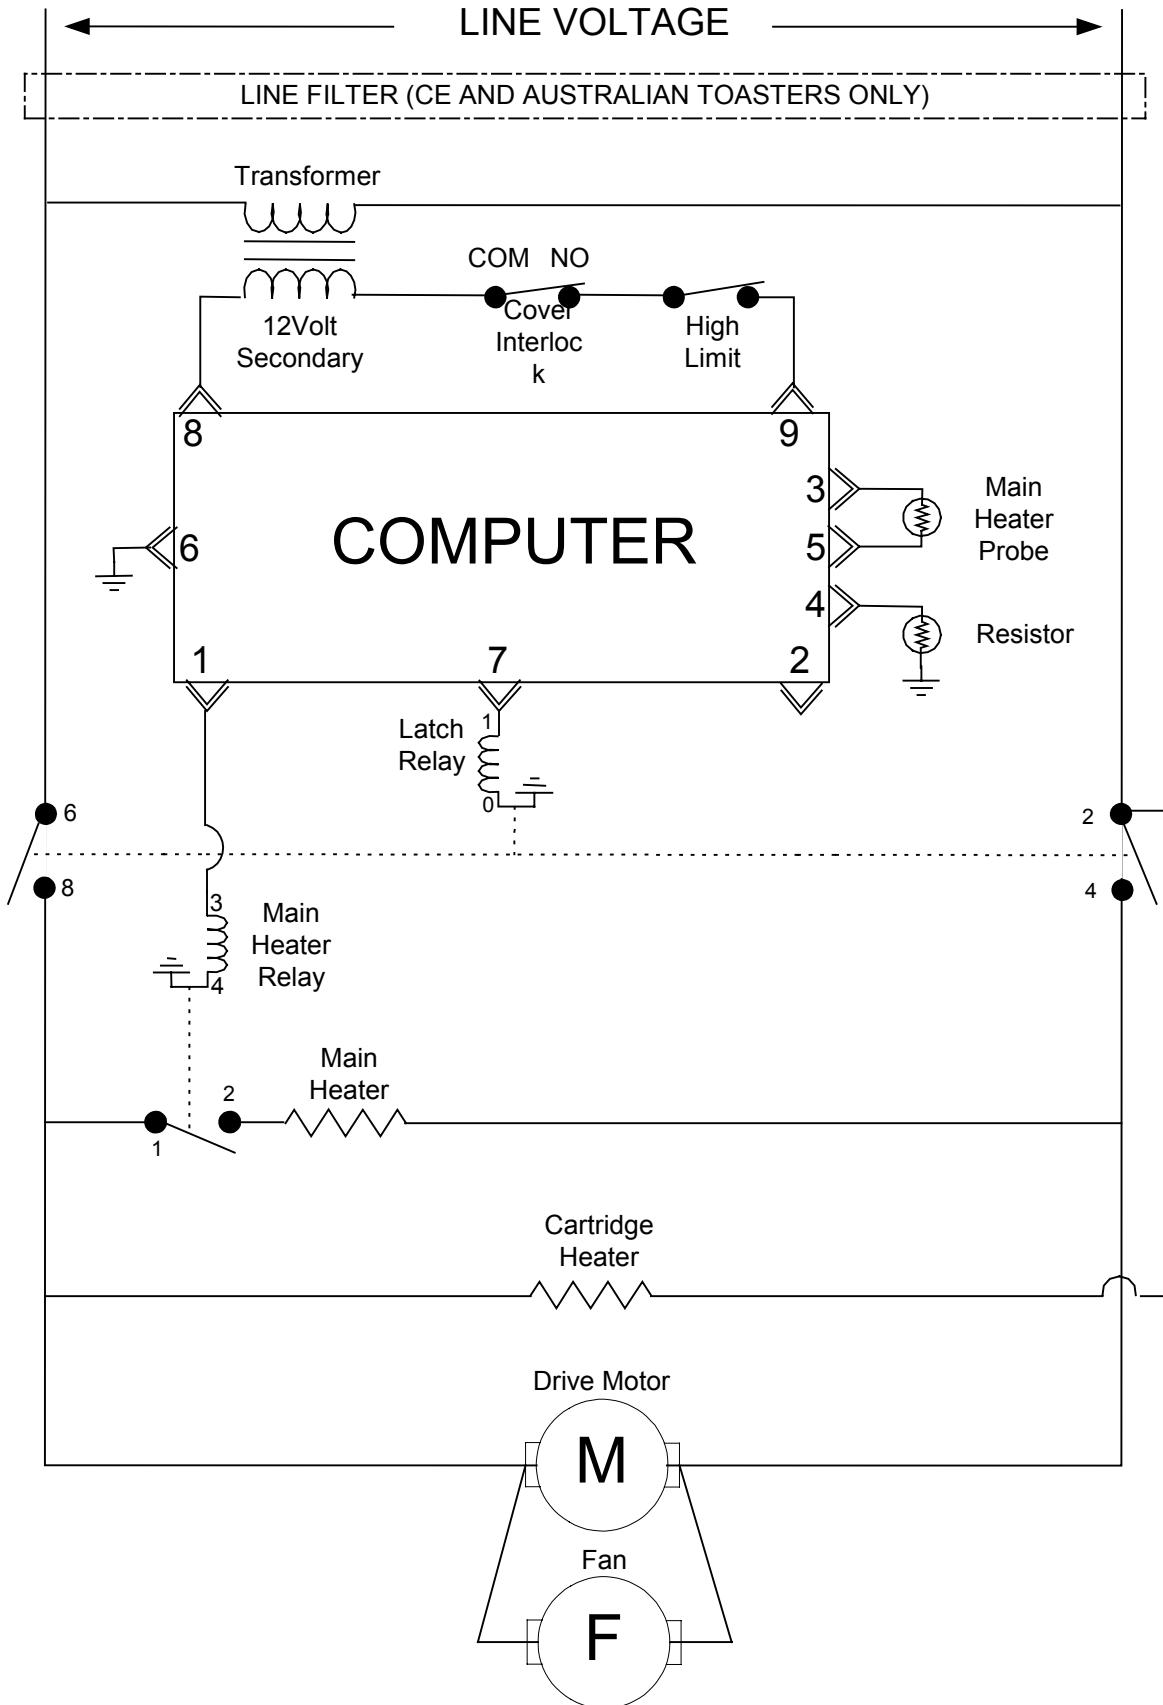 LINE VOLTAGE
LINE FILTER (CE AND AUSTRALIAN TOASTERS ONLY)
Transformer
COM NO
12Volt
Secondary
Cover
Interloc
k
High
Limit
8
9
3
Main
Heater
Probe
6
COMPUTER
5
4
Resistor
1
7
2
Latch
Relay
1
0
6
2
8
4
3
Main
Heater
Relay
4
Main
Heater
2
1
Cartridge
Heater
Drive Motor
M
Fan
F